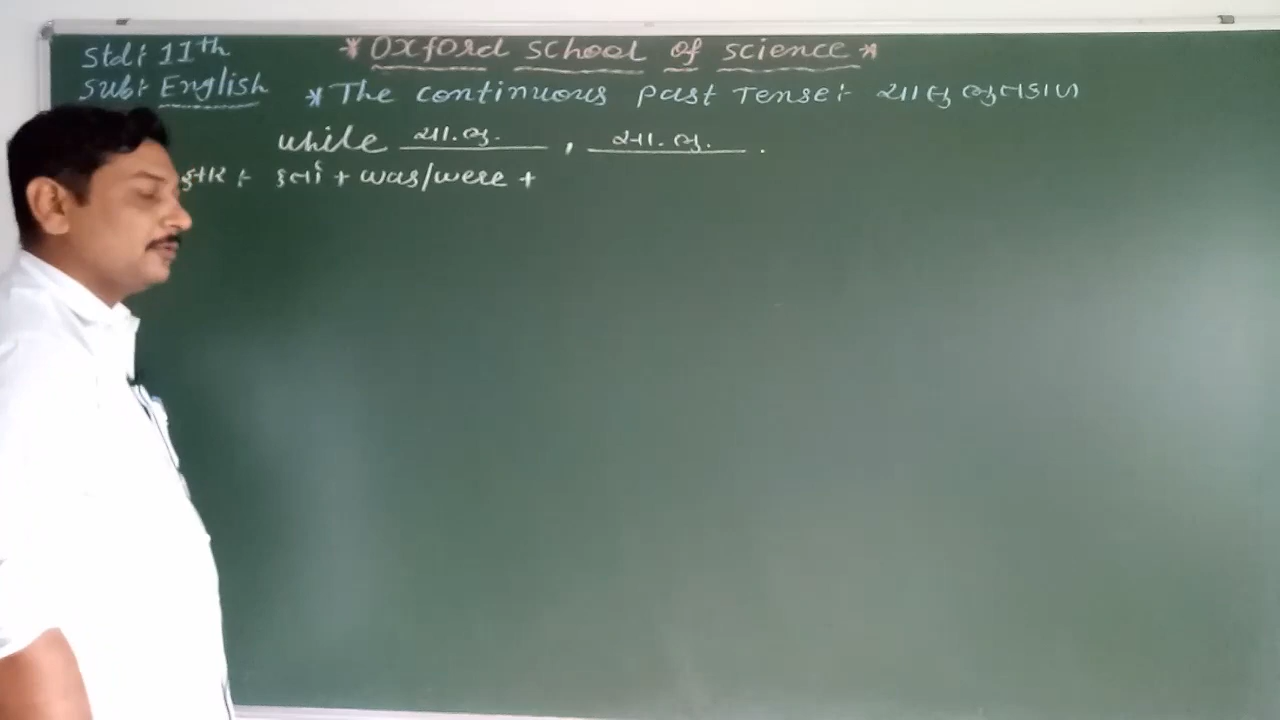 Std: 11th
* Oxford School of science *
Sub: English
* The continuous past Tense:- ચાલુ ભુતકાળ
while ચા.ભુ. , સા.ભુ. .
કર્તા + was/were +